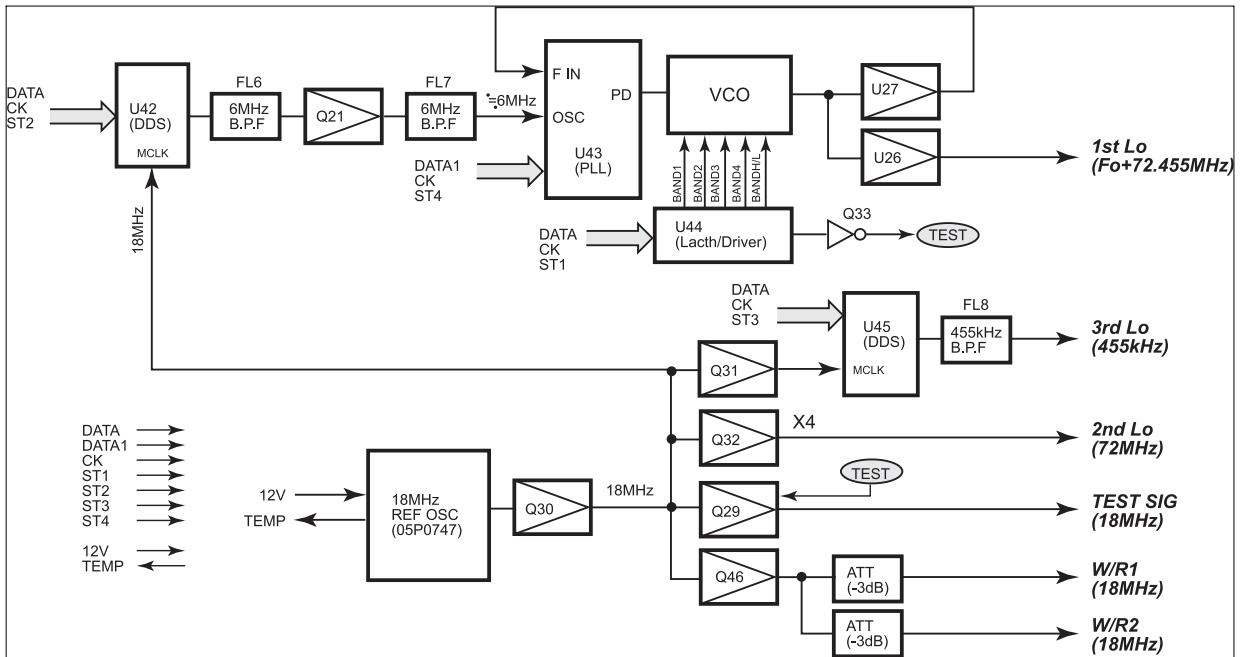 DATA
CK
ST2
U42
(DDS)
MCLK
FL6
6MHz
B.P.F
Q21
FL7
6MHz
B.P.F
≒6MHz
F IN
PD
OSC
U43
(PLL)
DATA1
CK
ST4
VCO
U27
U26
1st Lo
(Fo+72.455MHz)
BAND1
BAND2
BAND3
BAND4
BANDH/L
18MHz
DATA
CK
ST1
U44
(Lacth/Driver)
Q33
TEST
DATA
CK
ST3
U45
(DDS)
MCLK
FL8
455kHz
B.P.F
3rd Lo
(455kHz)
Q31
Q32
X4
2nd Lo
(72MHz)
DATA
DATA1
CK
ST1
ST2
ST3
ST4
12V
TEMP
12V
TEMP
18MHz
REF OSC
(05P0747)
Q30
18MHz
TEST
Q29
TEST SIG
(18MHz)
Q46
ATT
(-3dB)
W/R1
(18MHz)
ATT
(-3dB)
W/R2
(18MHz)